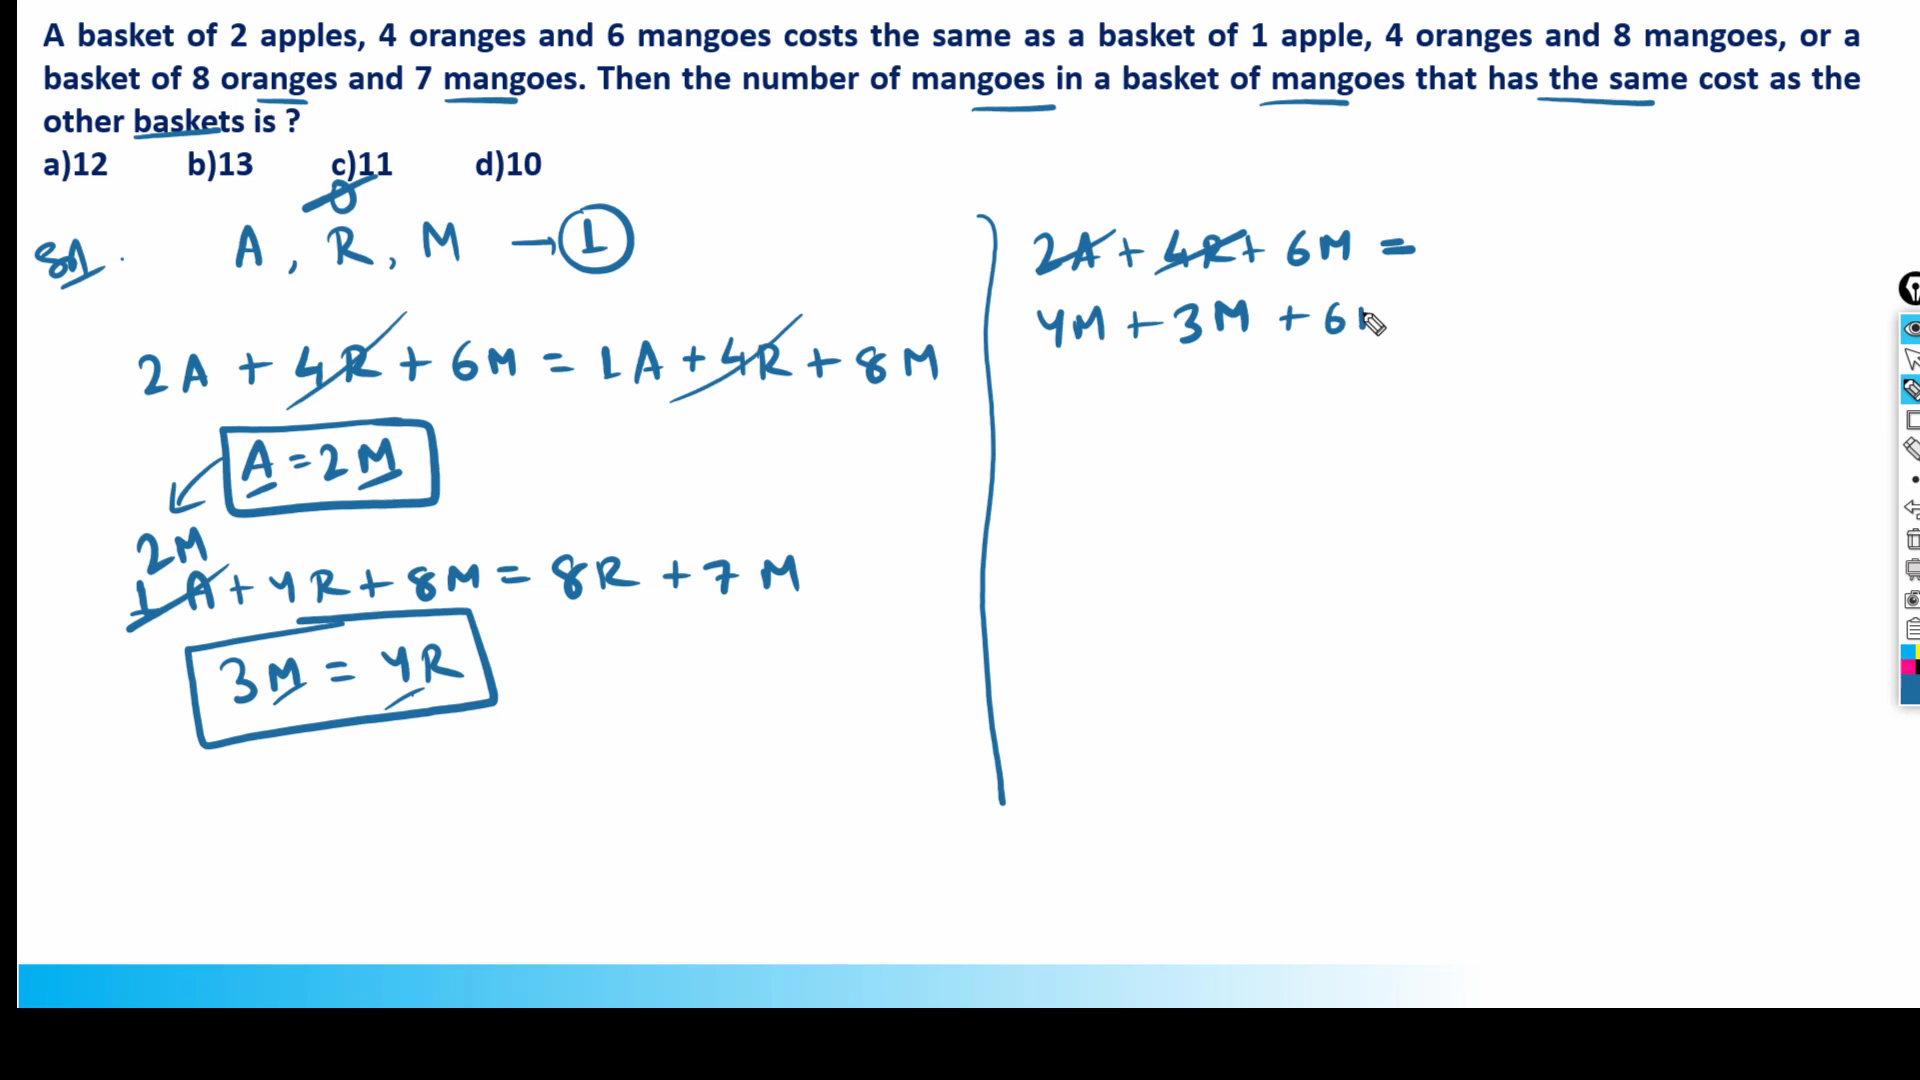 A basket of 2 apples, 4 oranges and 6 mangoes costs the same as a basket of 1 apple, 4 oranges and 8 mangoes, or a
basket of 8 oranges and 7 mangoes. Then the number of mangoes in a basket of mangoes that has the same cost as the
other baskets is ?
a)12 b)13 c)11 d)10
Sol. A, R, M → 1
2A + 4R + 6M = 1A + 4R + 8M
A = 2M
2M
1A + 4R + 8M = 8R + 7M
3M = 4R
2A + 4R + 6M =
4M + 3M + 6